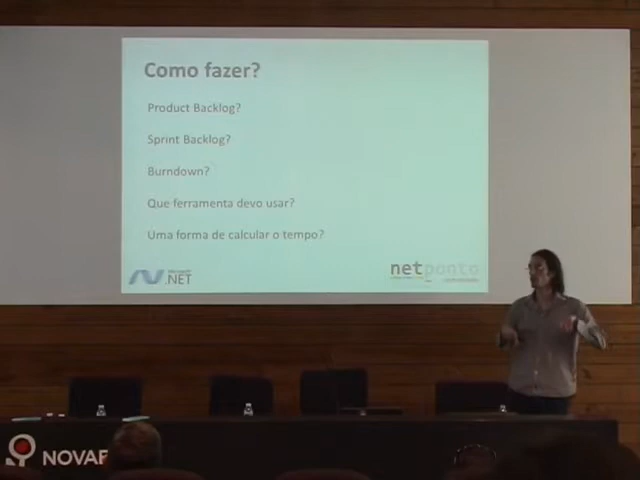 Como fazer?
Product Backlog?
Sprint Backlog?
Burndown?
Que ferramenta devo usar?
Uma forma de calcular o tempo?
Microsoft
.NET
netponto
NOVA